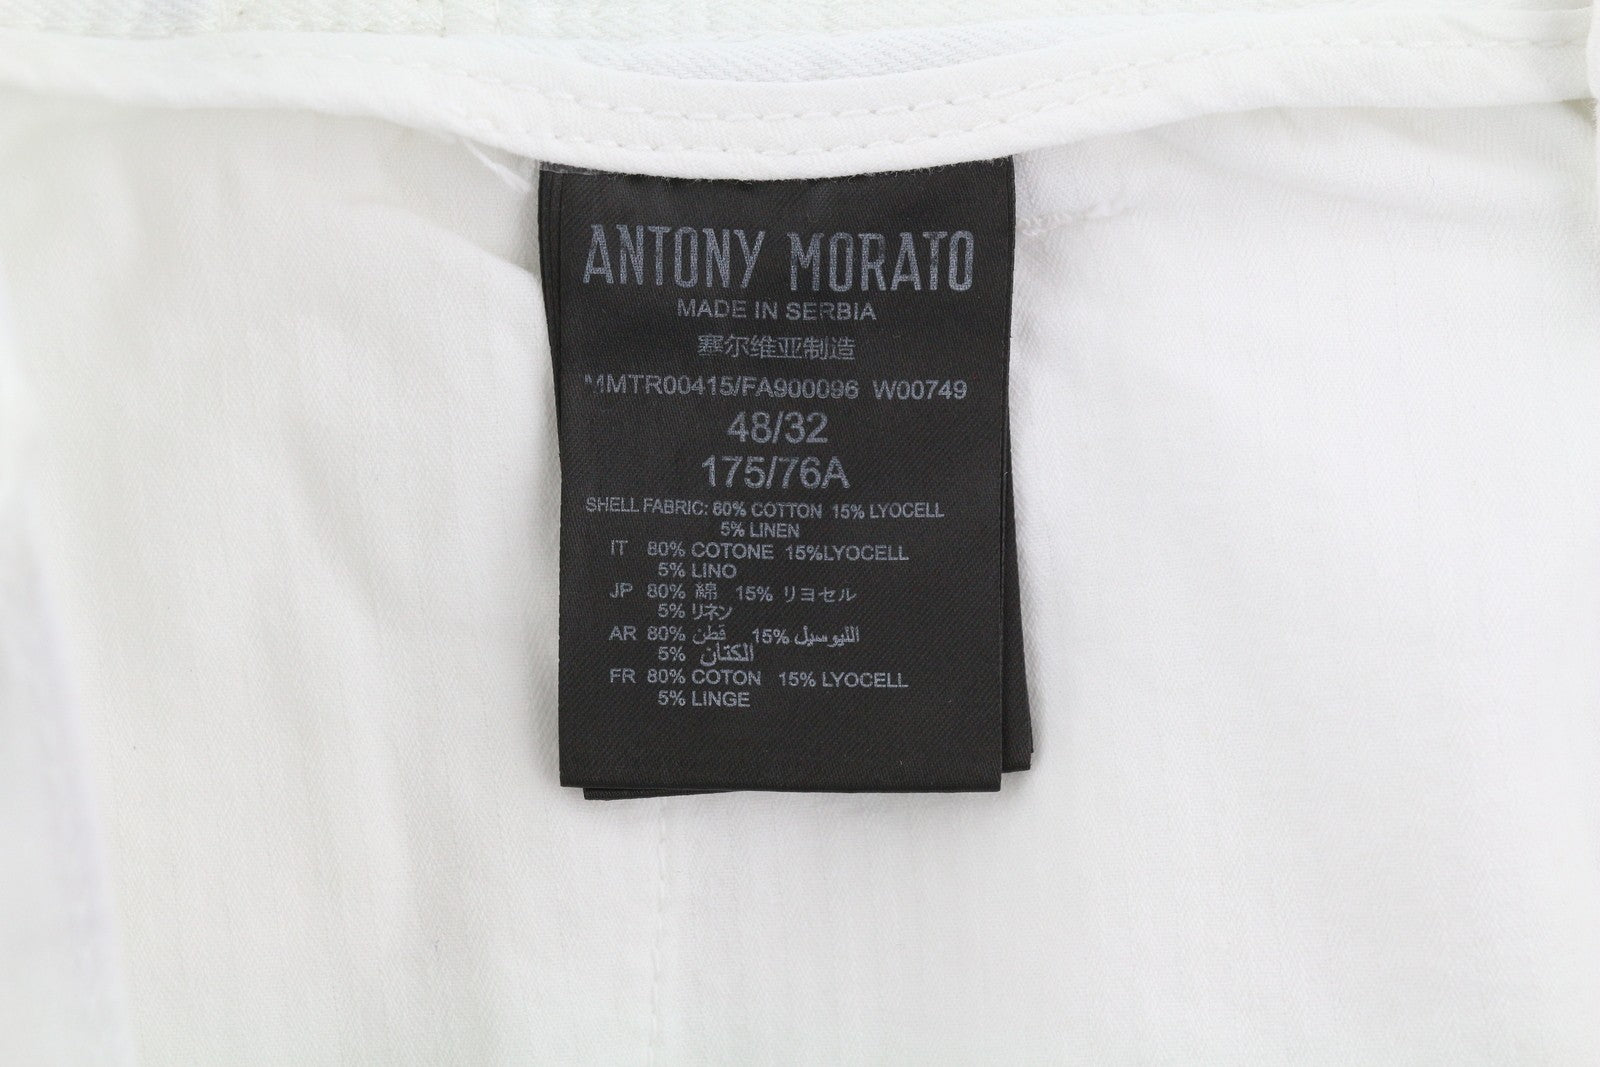 ANTONY MORATO
MADE IN SERBIA
塞尔维亚制造
MMTR00415/FA900096 W00749
48/32
175/76A
SHELL FABRIC: 80% COTTON 15% LYOCELL
5% LINEN
IT 80% COTONE 15%LYOCELL
5% LINO
JP 80% 綿 15% リヨセル
5% リネン
AR 80% قطن 15% الليوسيل
5% الكتان
FR 80% COTON 15% LYOCELL
5% LINGE